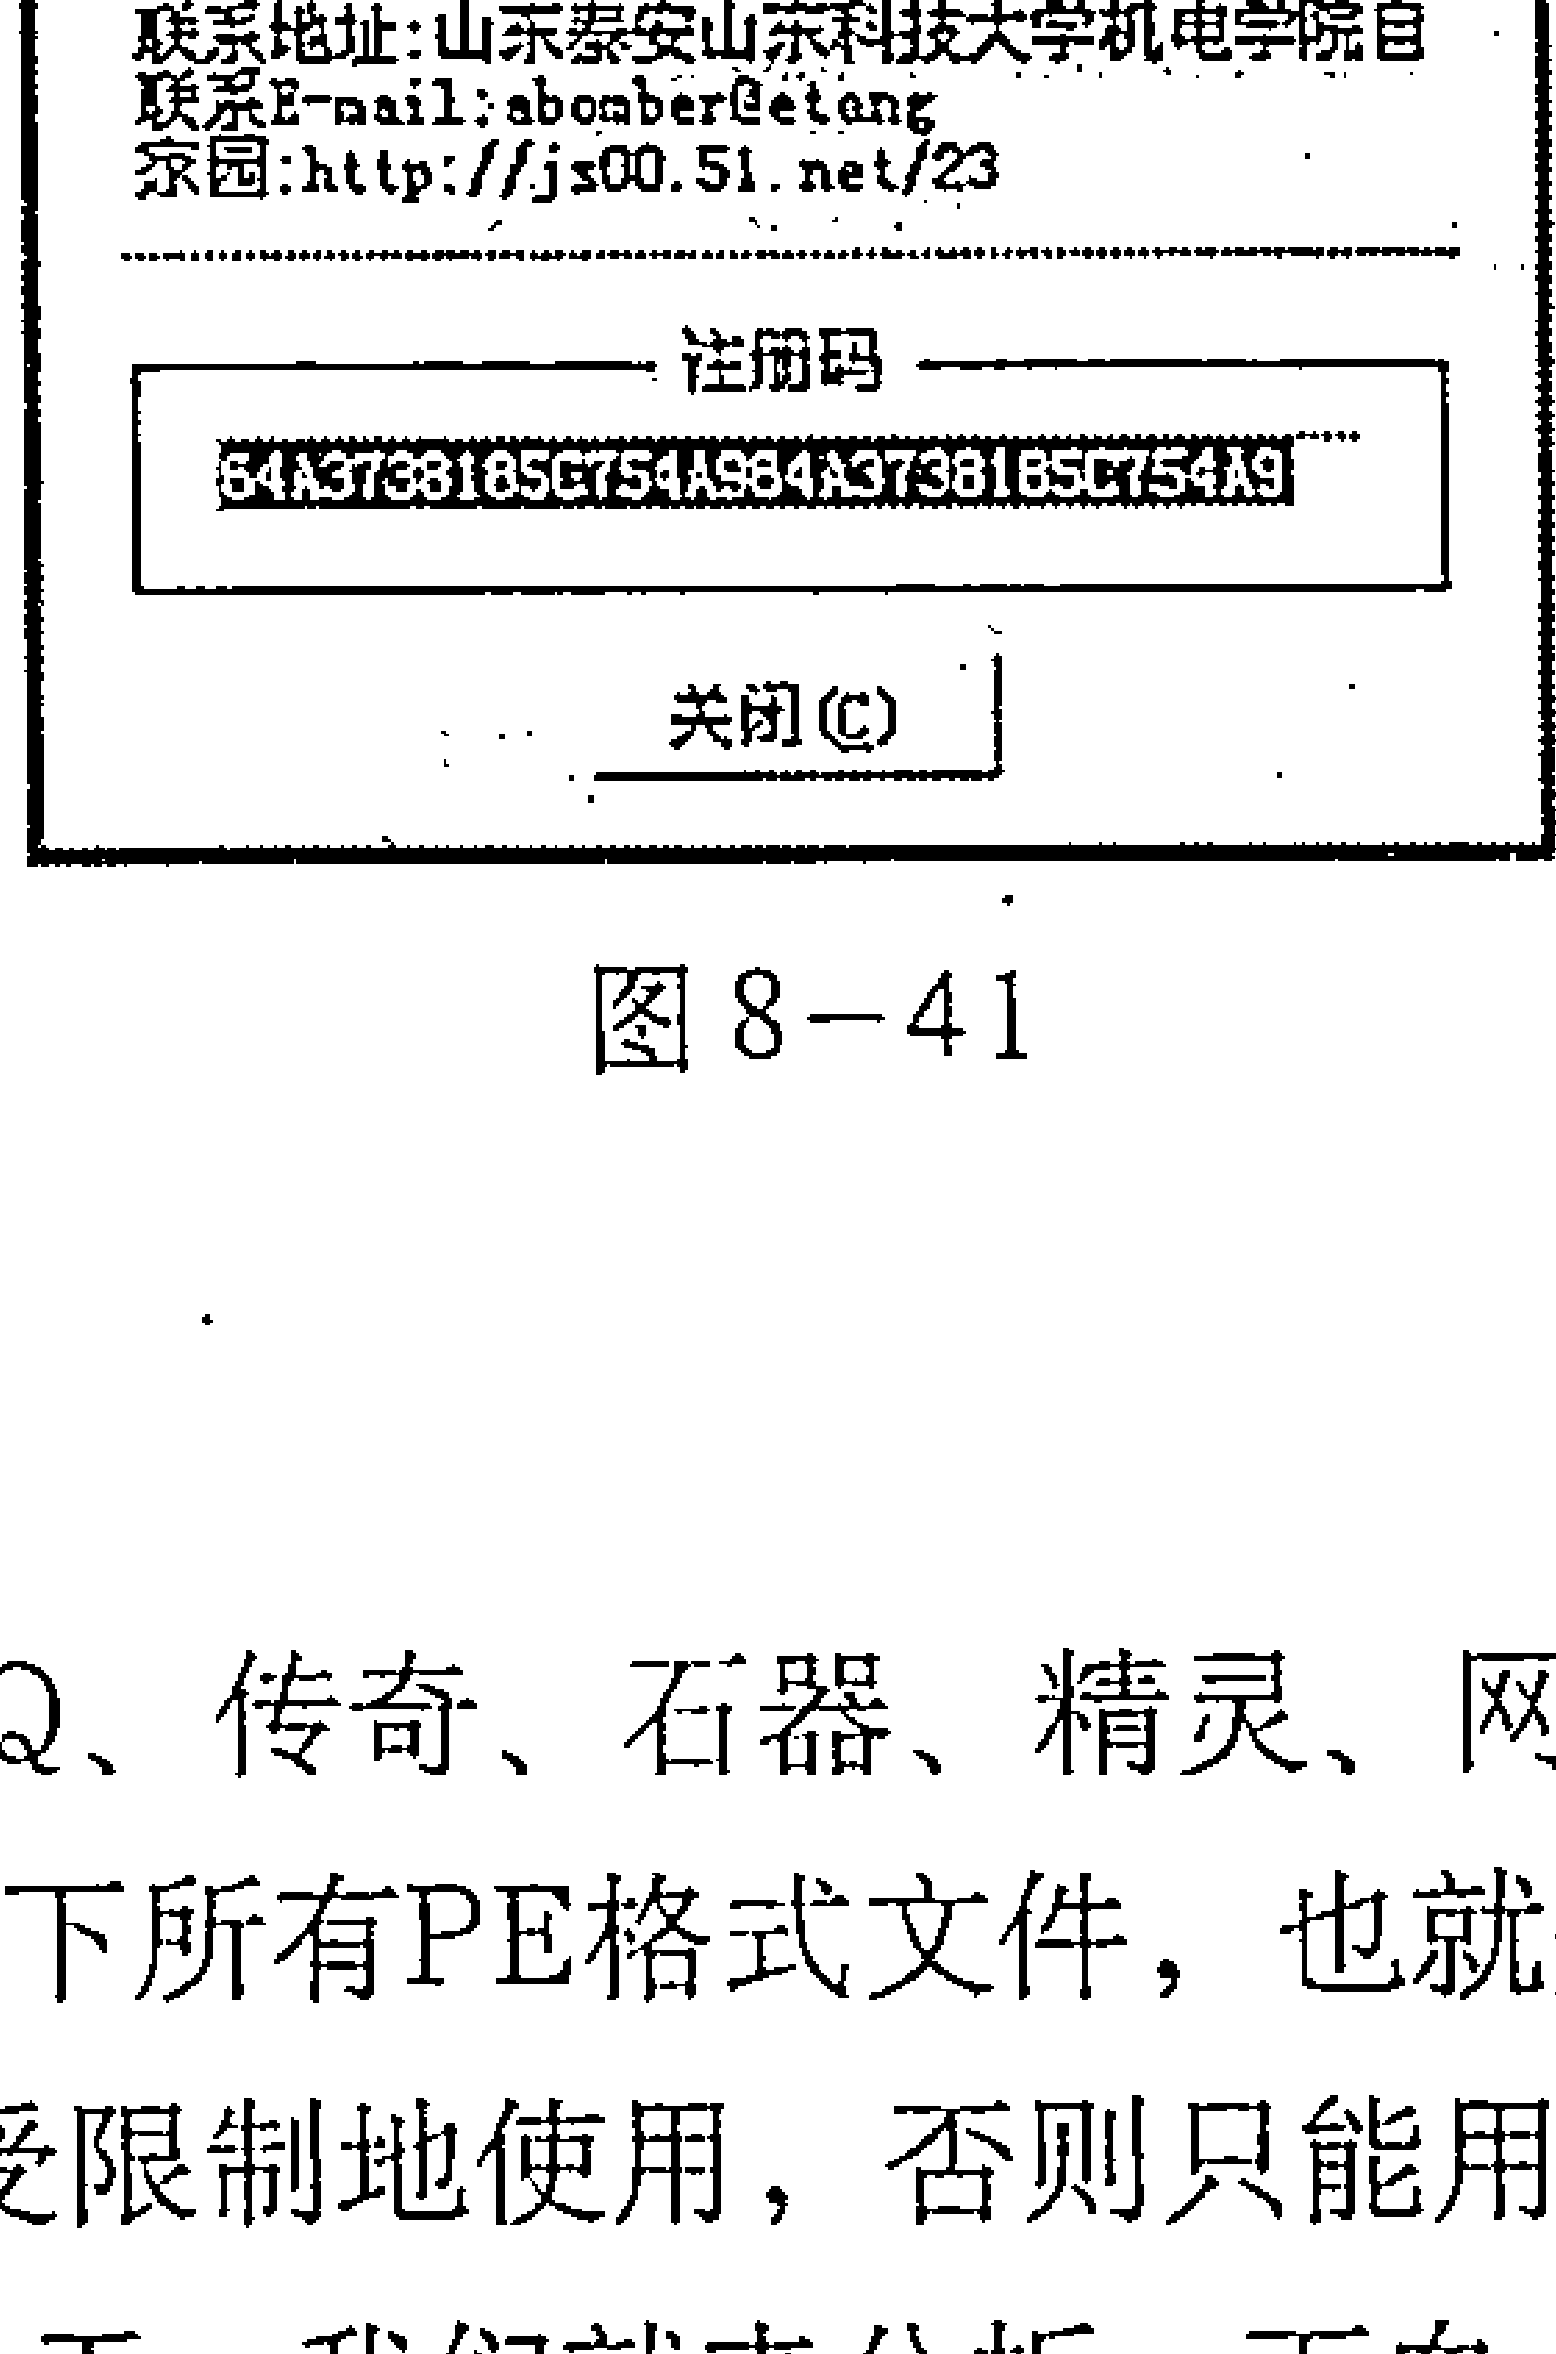 联系地址:山东泰安山东科技大学机电学院自
联系E-mail:abomber@etang
家园:http://js00.51.net/23
注册码
64A3738185C754A964A3738185C754A9
关闭(C)
图 8-41
Q、传奇、石器、精灵、网
下所有PE格式文件，也就
受限制地使用，否则只能用